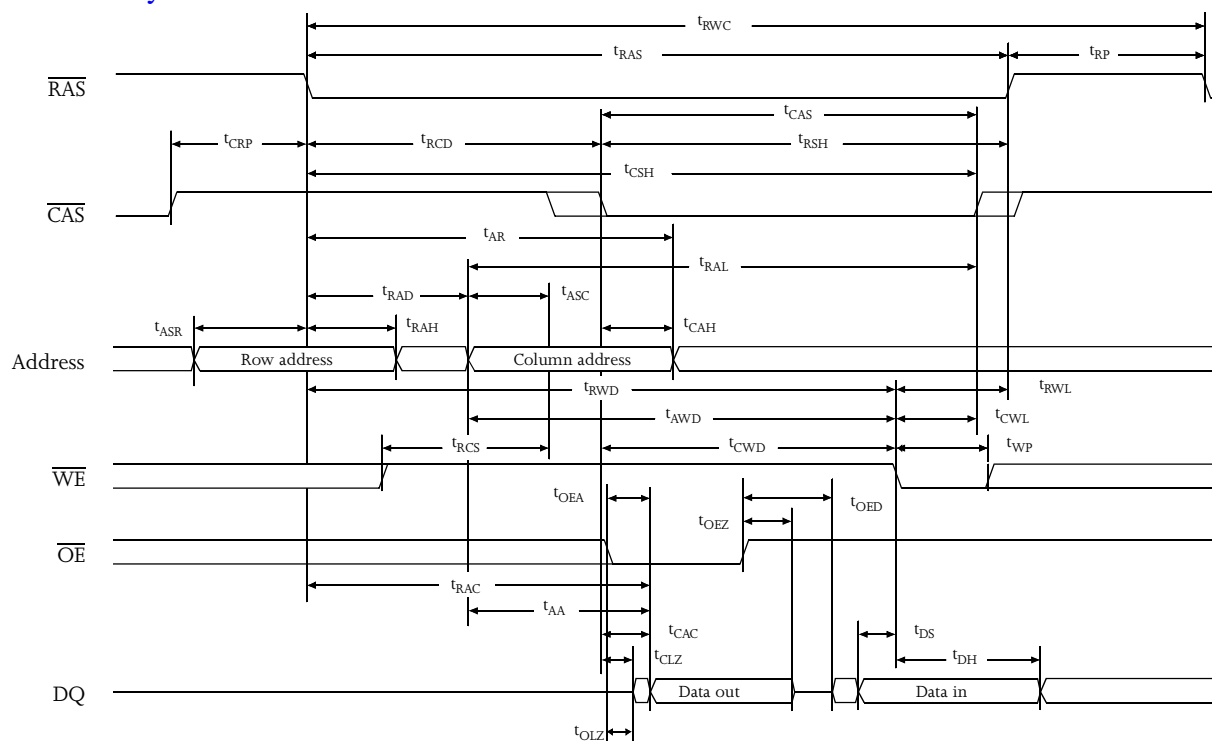 tRWC
tRAS
tRP
RAS
tCAS
tCRP
tRCD
tRSH
tCSH
CAS
tAR
tRAL
tRAD
tASC
tASR
tRAH
tCAH
Address
Row address
Column address
tRWD
tRWL
tAWD
tCWL
tRCS
tCWD
tWP
WE
tOEA
tOED
tOEZ
OE
tRAC
tAA
tCAC
tDS
tCLZ
tDH
DQ
Data out
Data in
tOLZ